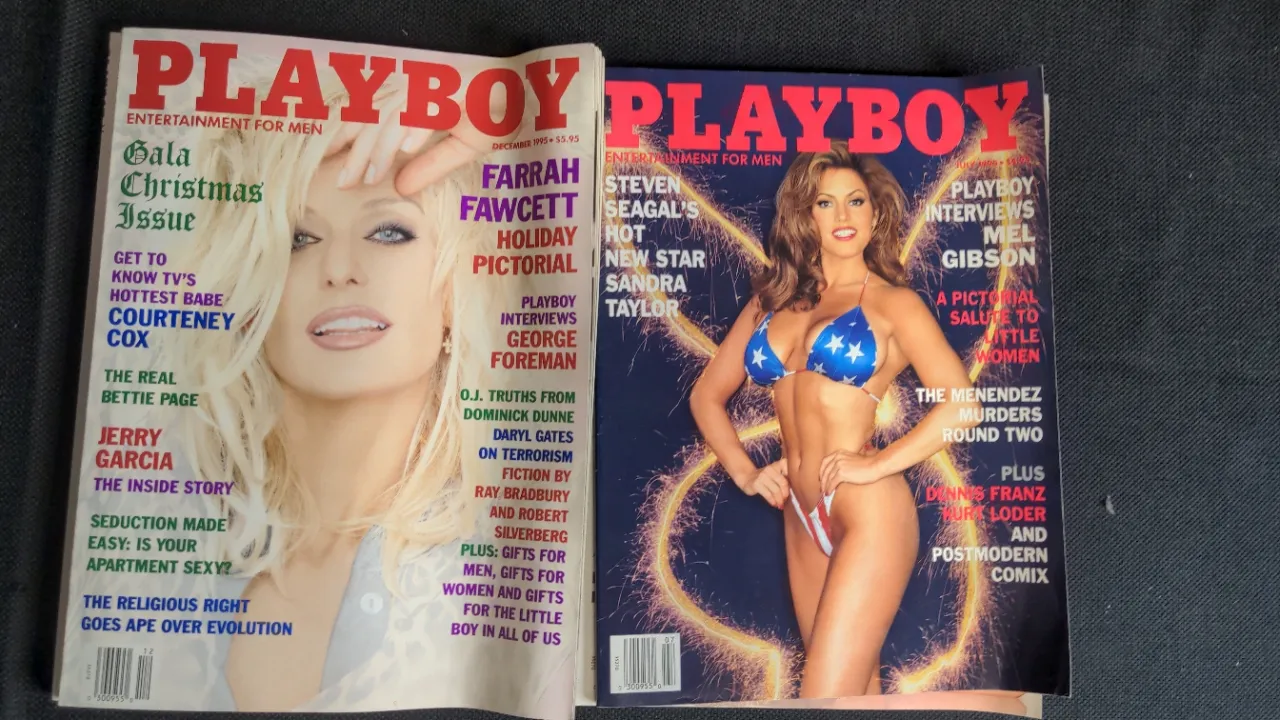 PLAYBOY
ENTERTAINMENT FOR MEN
DECEMBER 1995 • $5.95
Gala
Christmas
Issue
GET TO
KNOW TV'S
HOTTEST BABE
COURTENEY
COX
THE REAL
BETTIE PAGE
JERRY
GARCIA
THE INSIDE STORY
SEDUCTION MADE
EASY: IS YOUR
APARTMENT SEXY?
THE RELIGIOUS RIGHT
GOES APE OVER EVOLUTION
12
FARRAH
FAWCETT
HOLIDAY
PICTORIAL
PLAYBOY
INTERVIEWS
GEORGE
FOREMAN
O.J. TRUTHS FROM
DOMINICK DUNNE
DARYL GATES
ON TERRORISM
FICTION BY
RAY BRADBURY
AND ROBERT
SILVERBERG
PLUS: GIFTS FOR
MEN, GIFTS FOR
WOMEN AND GIFTS
FOR THE LITTLE
BOY IN ALL OF US
PLAYBOY
ENTERTAINMENT FOR MEN
JULY
STEVEN
SEAGAL'S
HOT
NEW STAR
SANDRA
TAYLOR
07
PLAYBOY
INTERVIEWS
MEL
GIBSON
A PICTORIAL
SALUTE TO
LITTLE
WOMEN
THE MENENDEZ
MURDERS
ROUND TWO
PLUS
DENNIS FRANZ
KURT LODER
AND
POSTMODERN
COMIX